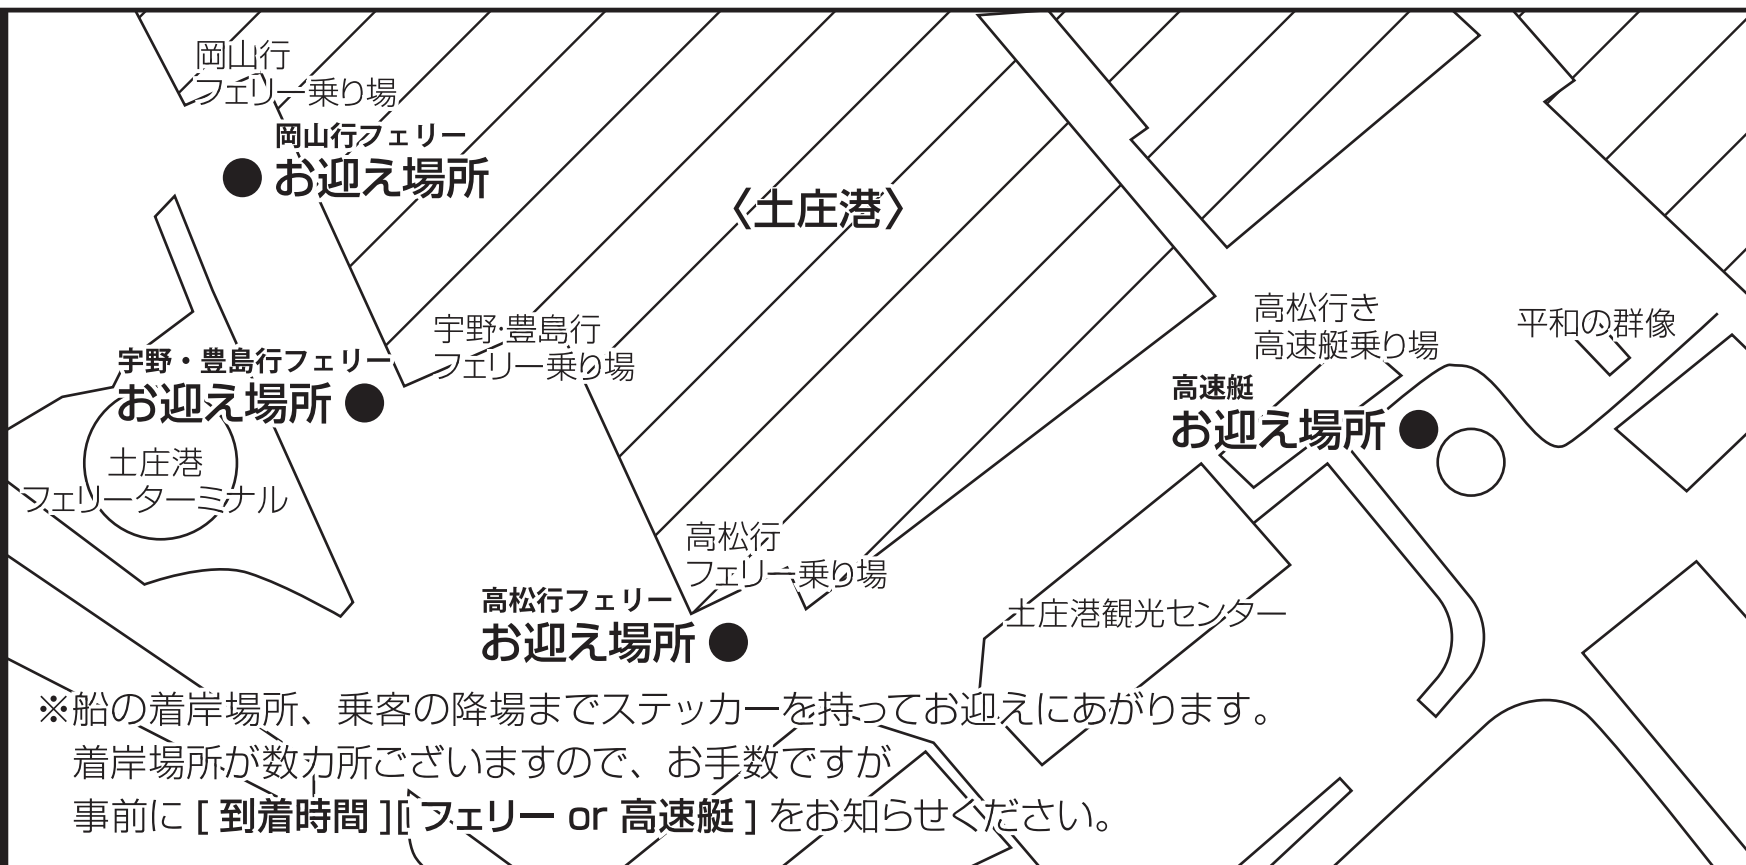 岡山行
フェリー乗り場
岡山行フェリー
お迎え場所
〈土庄港〉
宇野・豊島行
フェリー乗り場
宇野・豊島行フェリー
お迎え場所
土庄港
フェリーターミナル
高松行き
高速艇乗り場
平和の群像
高速艇
お迎え場所
高松行
フェリー乗り場
高松行フェリー
お迎え場所
土庄港観光センター
※船の着岸場所、乗客の降場までステッカーを持ってお迎えにあがります。
着岸場所が数カ所ございますので、お手数ですが
事前に [ 到着時間 ][ フェリー or 高速艇 ] をお知らせください。